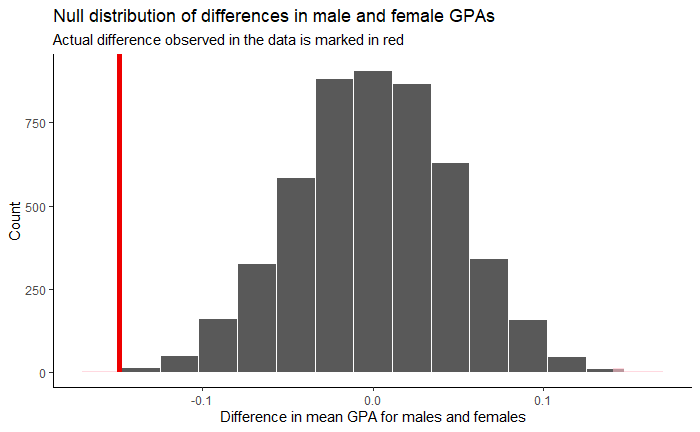 Null distribution of differences in male and female GPAs
Actual difference observed in the data is marked in red
750
500
250
0
Count
-0.1
0.0
0.1
Difference in mean GPA for males and females